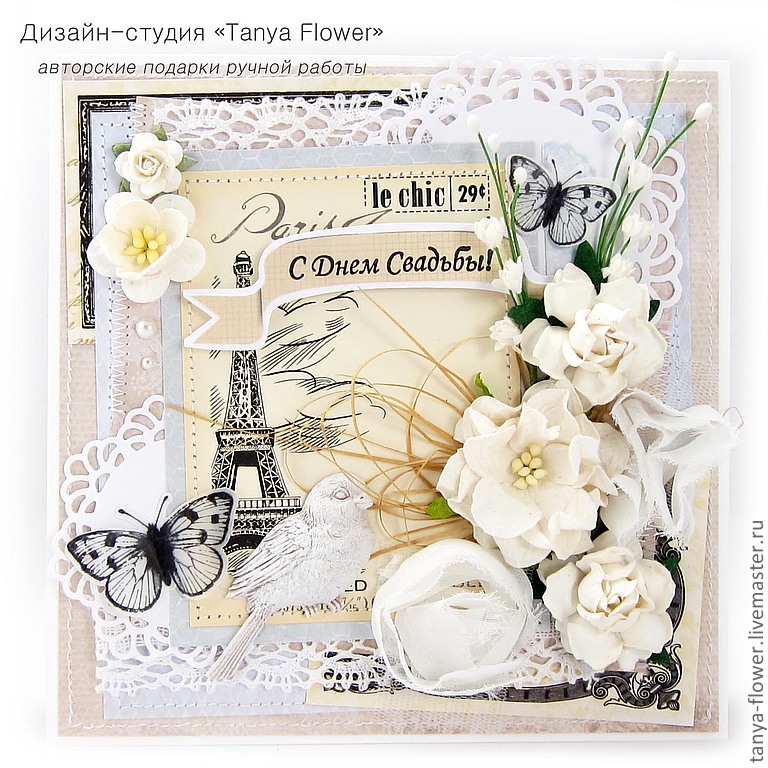 Дизайн-студия «Tanya Flower»
авторские подарки ручной работы
le chic 29¢
Paris
С Днем Свадьбы!
tanya-flower.livemaster.ru